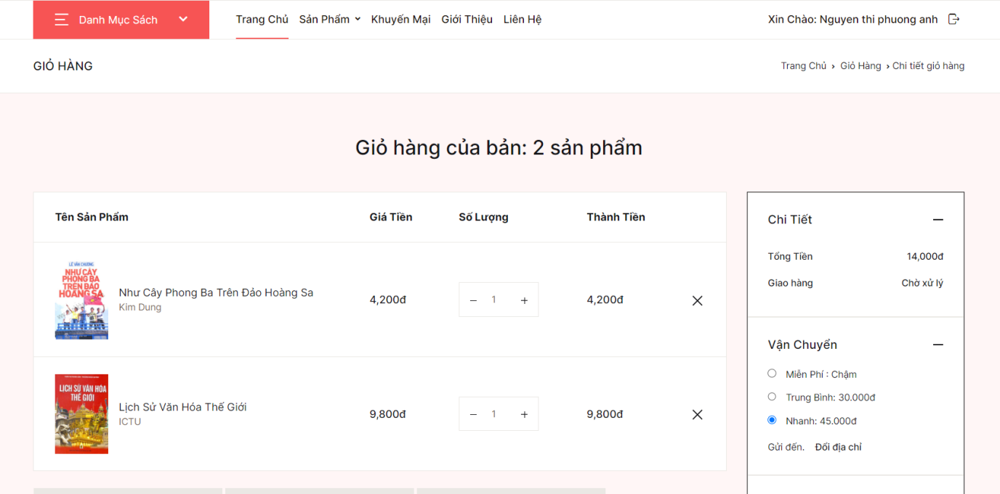 Danh Mục Sách
Trang Chủ Sản Phẩm Khuyến Mại Giới Thiệu Liên Hệ
Xin Chào: Nguyen thi phuong anh
GIỎ HÀNG
Trang Chủ › Giỏ Hàng › Chi tiết giỏ hàng
Giỏ hàng của bản: 2 sản phẩm
Tên Sản Phẩm Giá Tiền Số Lượng Thành Tiền
LÊ VĂN CHƯƠNG
NHƯ CÂY
PHONG BA
TRÊN ĐẢO
HOÀNG SA
Như Cây Phong Ba Trên Đảo Hoàng Sa
Kim Dung
4,200đ
− 1 +
4,200đ
LỊCH SỬ VĂN HÓA
THẾ GIỚI
Lịch Sử Văn Hóa Thế Giới
ICTU
9,800đ
− 1 +
9,800đ
Chi Tiết
Tổng Tiền 14,000đ
Giao hàng Chờ xử lý
Vận Chuyển
Miễn Phí : Chậm
Trung Bình: 30.000đ
Nhanh: 45.000đ
Gửi đến. Đổi địa chỉ